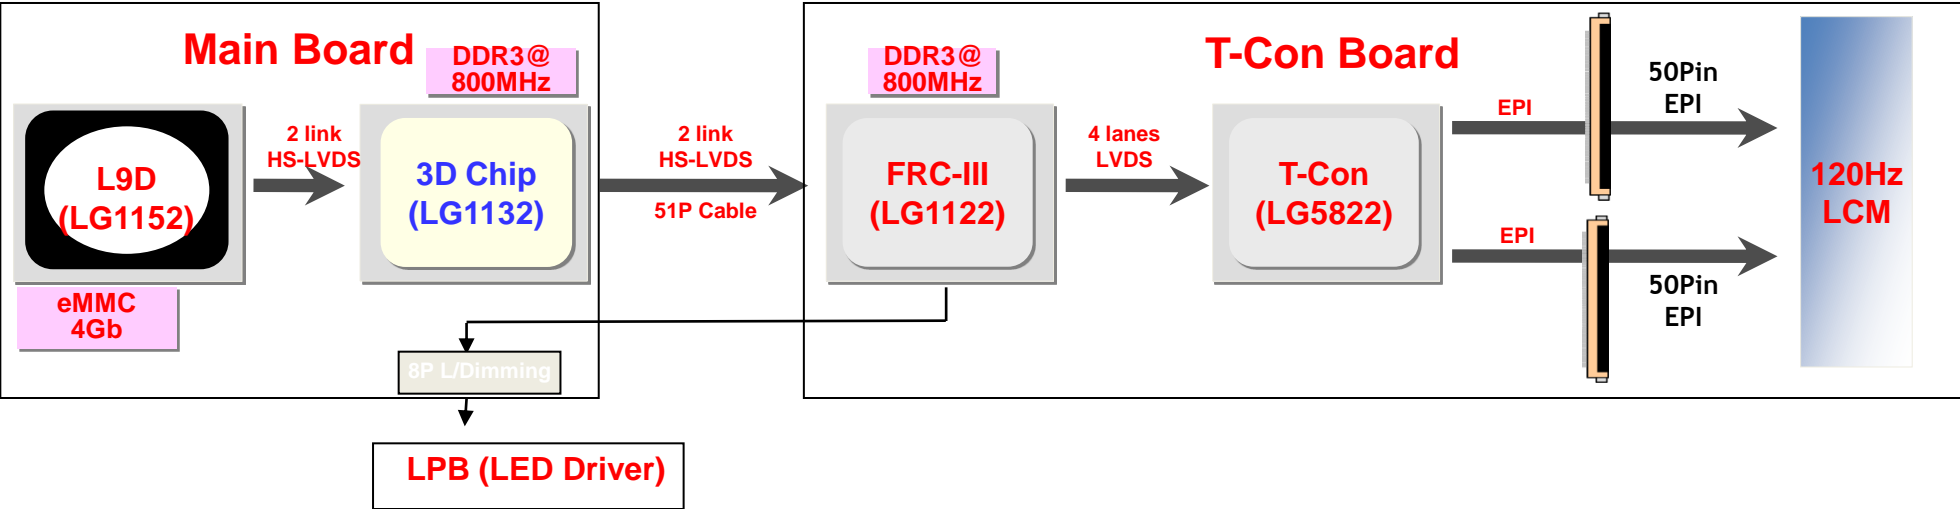 Main Board
DDR3@
800MHz
L9D
(LG1152)
eMMC
4Gb
2 link
HS-LVDS
3D Chip
(LG1132)
2 link
HS-LVDS
51P Cable
8P L/Dimming
LPB (LED Driver)
T-Con Board
DDR3@
800MHz
FRC-III
(LG1122)
4 lanes
LVDS
T-Con
(LG5822)
EPI
50Pin
EPI
EPI
50Pin
EPI
120Hz
LCM